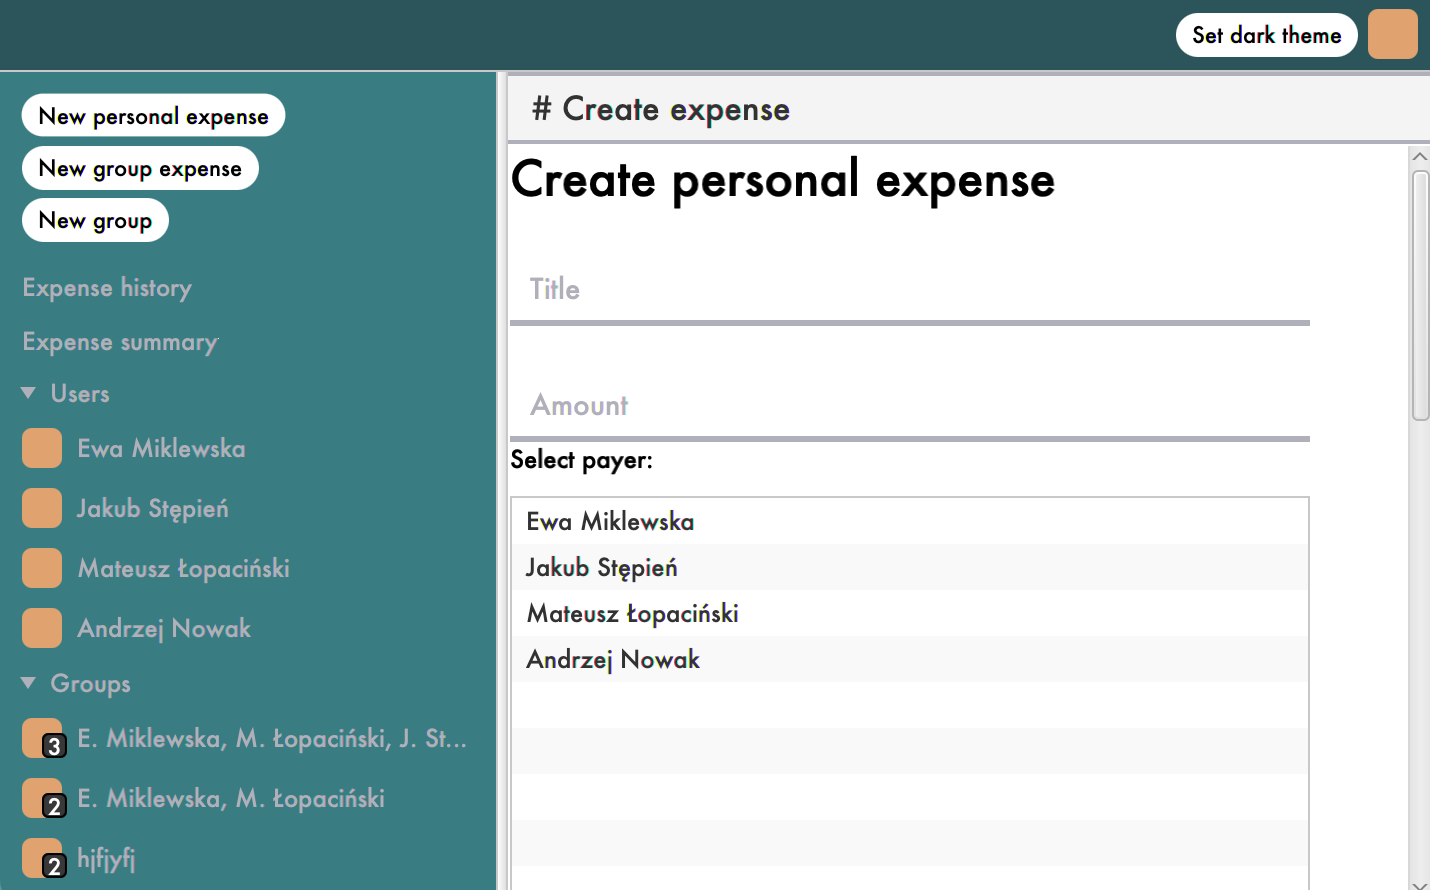 Set dark theme
New personal expense
New group expense
New group
Expense history
Expense summary
Users
Ewa Miklewska
Jakub Stępień
Mateusz Łopaciński
Andrzej Nowak
Groups
3 E. Miklewska, M. Łopaciński, J. St...
2 E. Miklewska, M. Łopaciński
2 hjfjyfj
# Create expense
Create personal expense
Title
Amount
Select payer:
Ewa Miklewska
Jakub Stępień
Mateusz Łopaciński
Andrzej Nowak